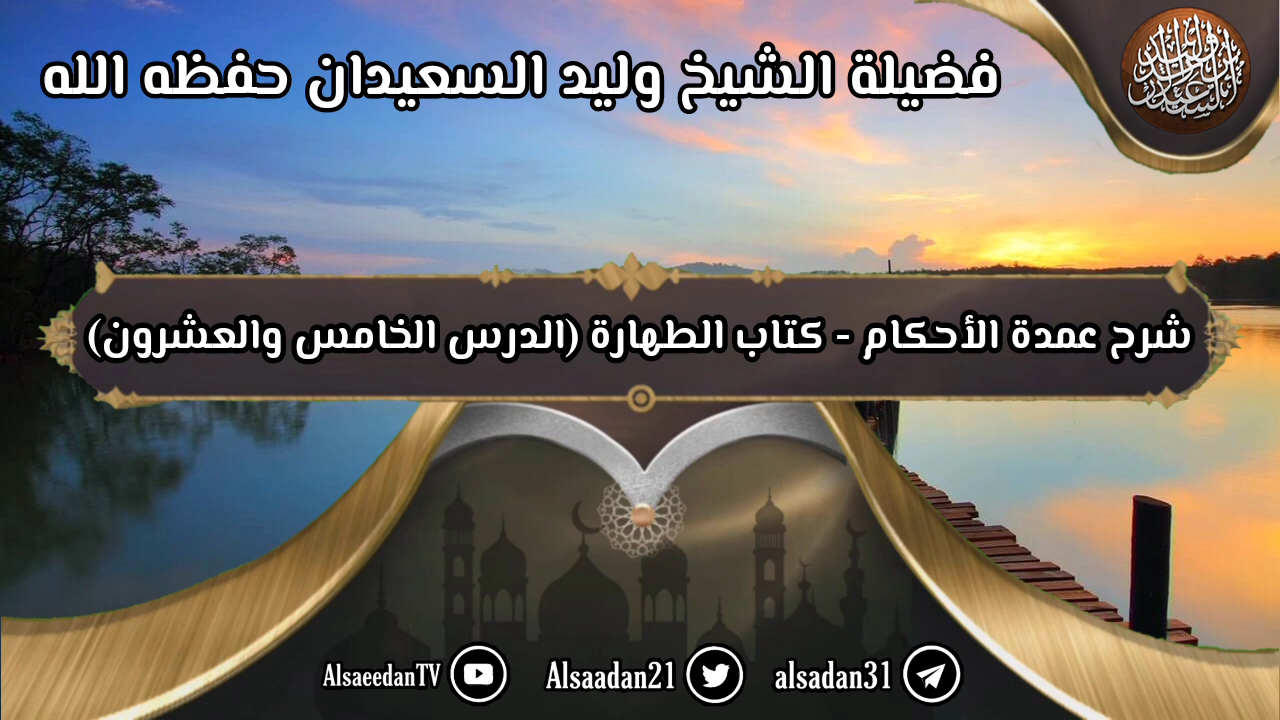 فضيلة الشيخ وليد السعيدان حفظه الله
شرح عمدة الأحكام - كتاب الطهارة (الدرس الخامس والعشرون)
AlsaeedanTV Alsaadan21 alsadan31